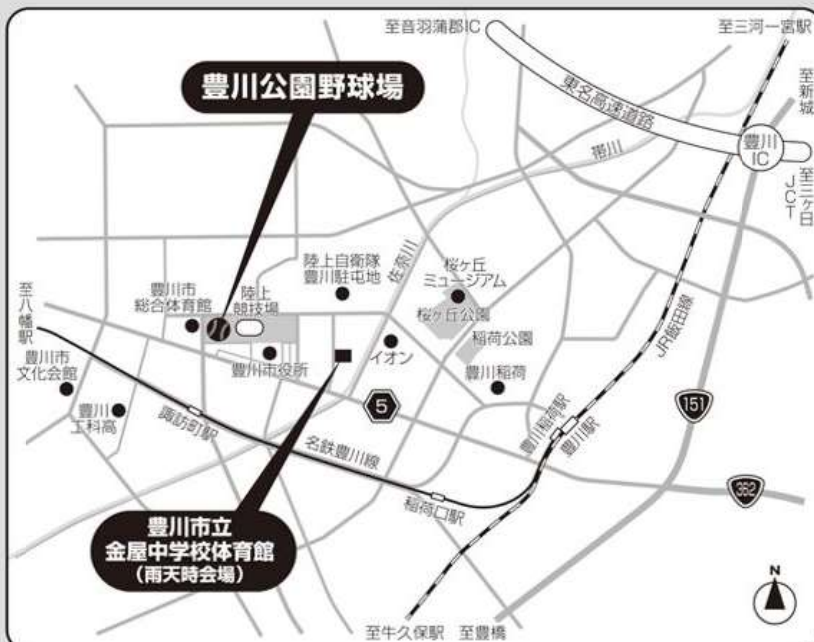 至音羽蒲郡IC
至三河一宮駅
豊川公園野球場
東名高速道路
至新城
帯川
豊川
IC
至三ヶ日
JCT
佐奈川
陸上自衛隊
豊川駐屯地
桜ヶ丘
ミュージアム
至八幡駅
豊川市
総合体育館
陸上
競技場
桜ヶ丘公園
稲荷公園
JR飯田線
豊川市
文化会館
豊川市役所
イオン
豊川稲荷
豊川
工科高
諏訪町駅
5
151
豊川稲荷駅
豊川駅
名鉄豊川線
稲荷口駅
362
豊川市立
金屋中学校体育館
(雨天時会場)
N
至牛久保駅
至豊橋